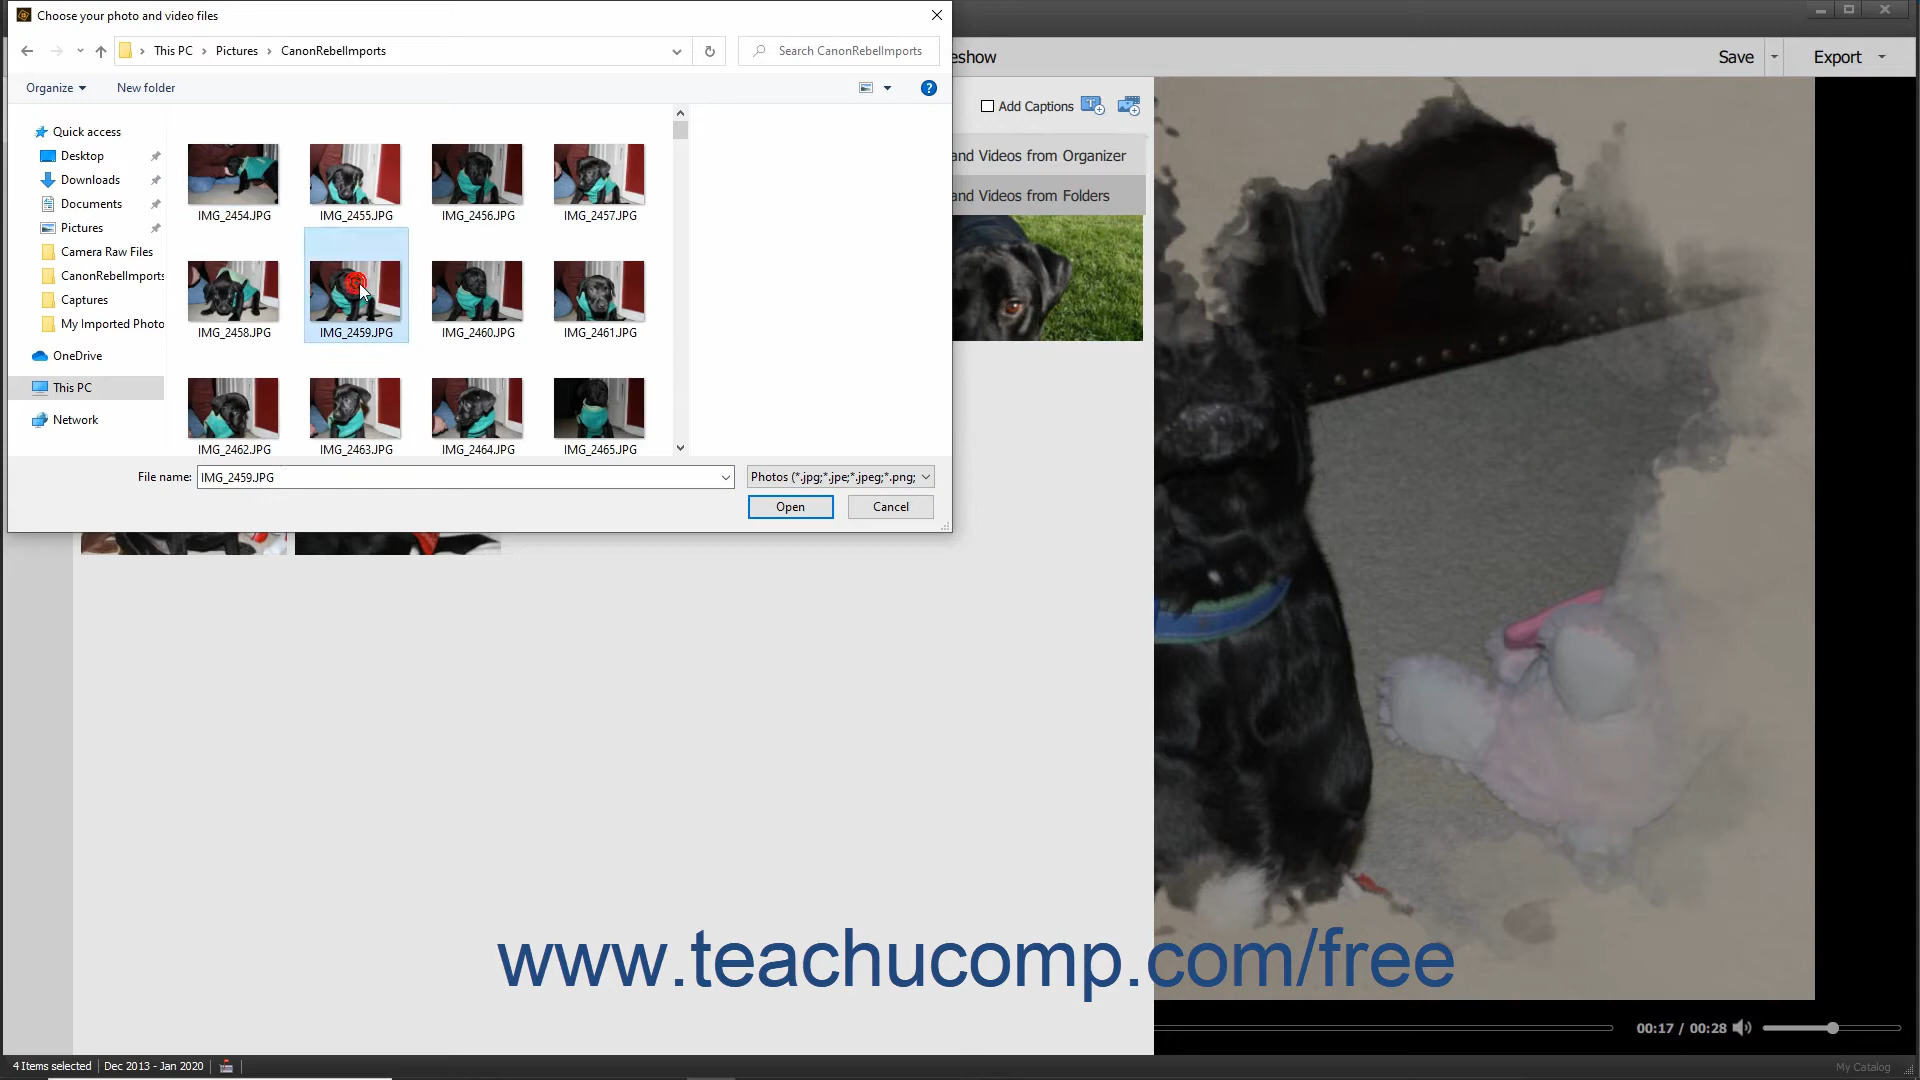 Choose your photo and video files
This PC > Pictures > CanonRebelImports
Search CanonRebelImports
Organize
New folder
Quick access
Desktop
Downloads
Documents
Pictures
Camera Raw Files
CanonRebelImports
Captures
My Imported Photo
OneDrive
This PC
Network
IMG_2454.JPG IMG_2455.JPG IMG_2456.JPG IMG_2457.JPG
IMG_2458.JPG IMG_2459.JPG IMG_2460.JPG IMG_2461.JPG
IMG_2462.JPG IMG_2463.JPG IMG_2464.JPG IMG_2465.JPG
File name: IMG_2459.JPG
Photos (*.jpg;*.jpe;*.jpeg;*.png;
Open Cancel
eshow
Save Export
Add Captions
and Videos from Organizer
and Videos from Folders
www.teachucomp.com/free
00:17 / 00:28
4 Items selected Dec 2013 - Jan 2020
My Catalog